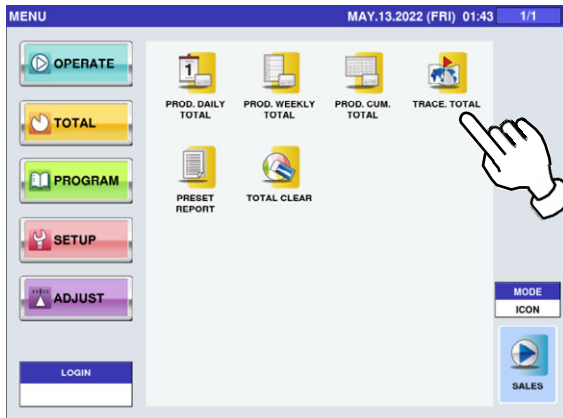 MENU MAY.13.2022 (FRI) 01:43 1/1
OPERATE
TOTAL
PROGRAM
SETUP
ADJUST
LOGIN
1
PROD. DAILY
TOTAL
PROD. WEEKLY
TOTAL
PROD. CUM.
TOTAL
TRACE. TOTAL
PRESET
REPORT
TOTAL CLEAR
MODE
ICON
SALES